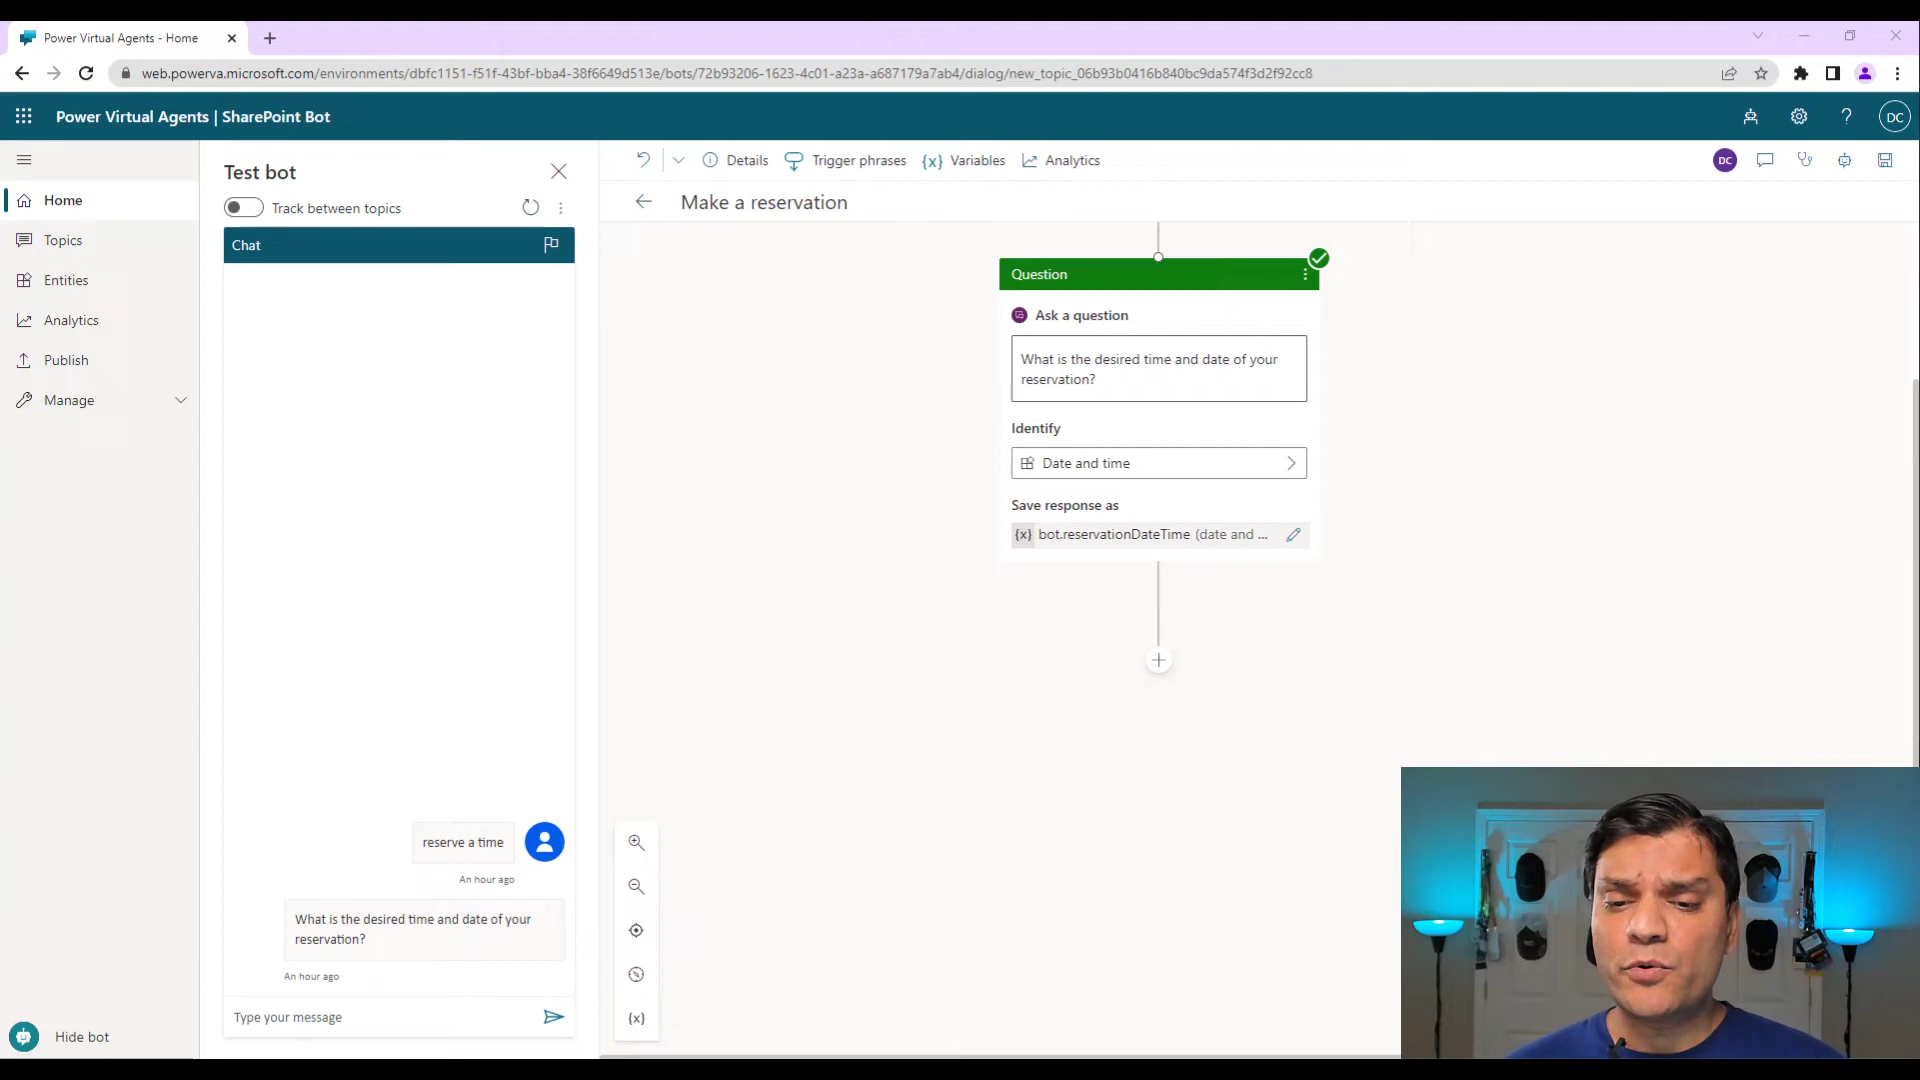 Power Virtual Agents - Home
web.powerva.microsoft.com/environments/dbfc1151-f51f-43bf-bba4-38f6649d513e/bots/72b93206-1623-4c01-a23a-a687179a7ab4/dialog/new_topic_06b93b0416b840bc9da574f3d2f92cc8
Power Virtual Agents | SharePoint Bot
DC
Home
Topics
Entities
Analytics
Publish
Manage
Hide bot
Test bot
Track between topics
Chat
reserve a time
An hour ago
What is the desired time and date of your
reservation?
An hour ago
Type your message
Details
Trigger phrases
{x} Variables
Analytics
DC
Make a reservation
Question
Ask a question
What is the desired time and date of your
reservation?
Identify
Date and time
Save response as
{x} bot.reservationDateTime (date and ...
{x}